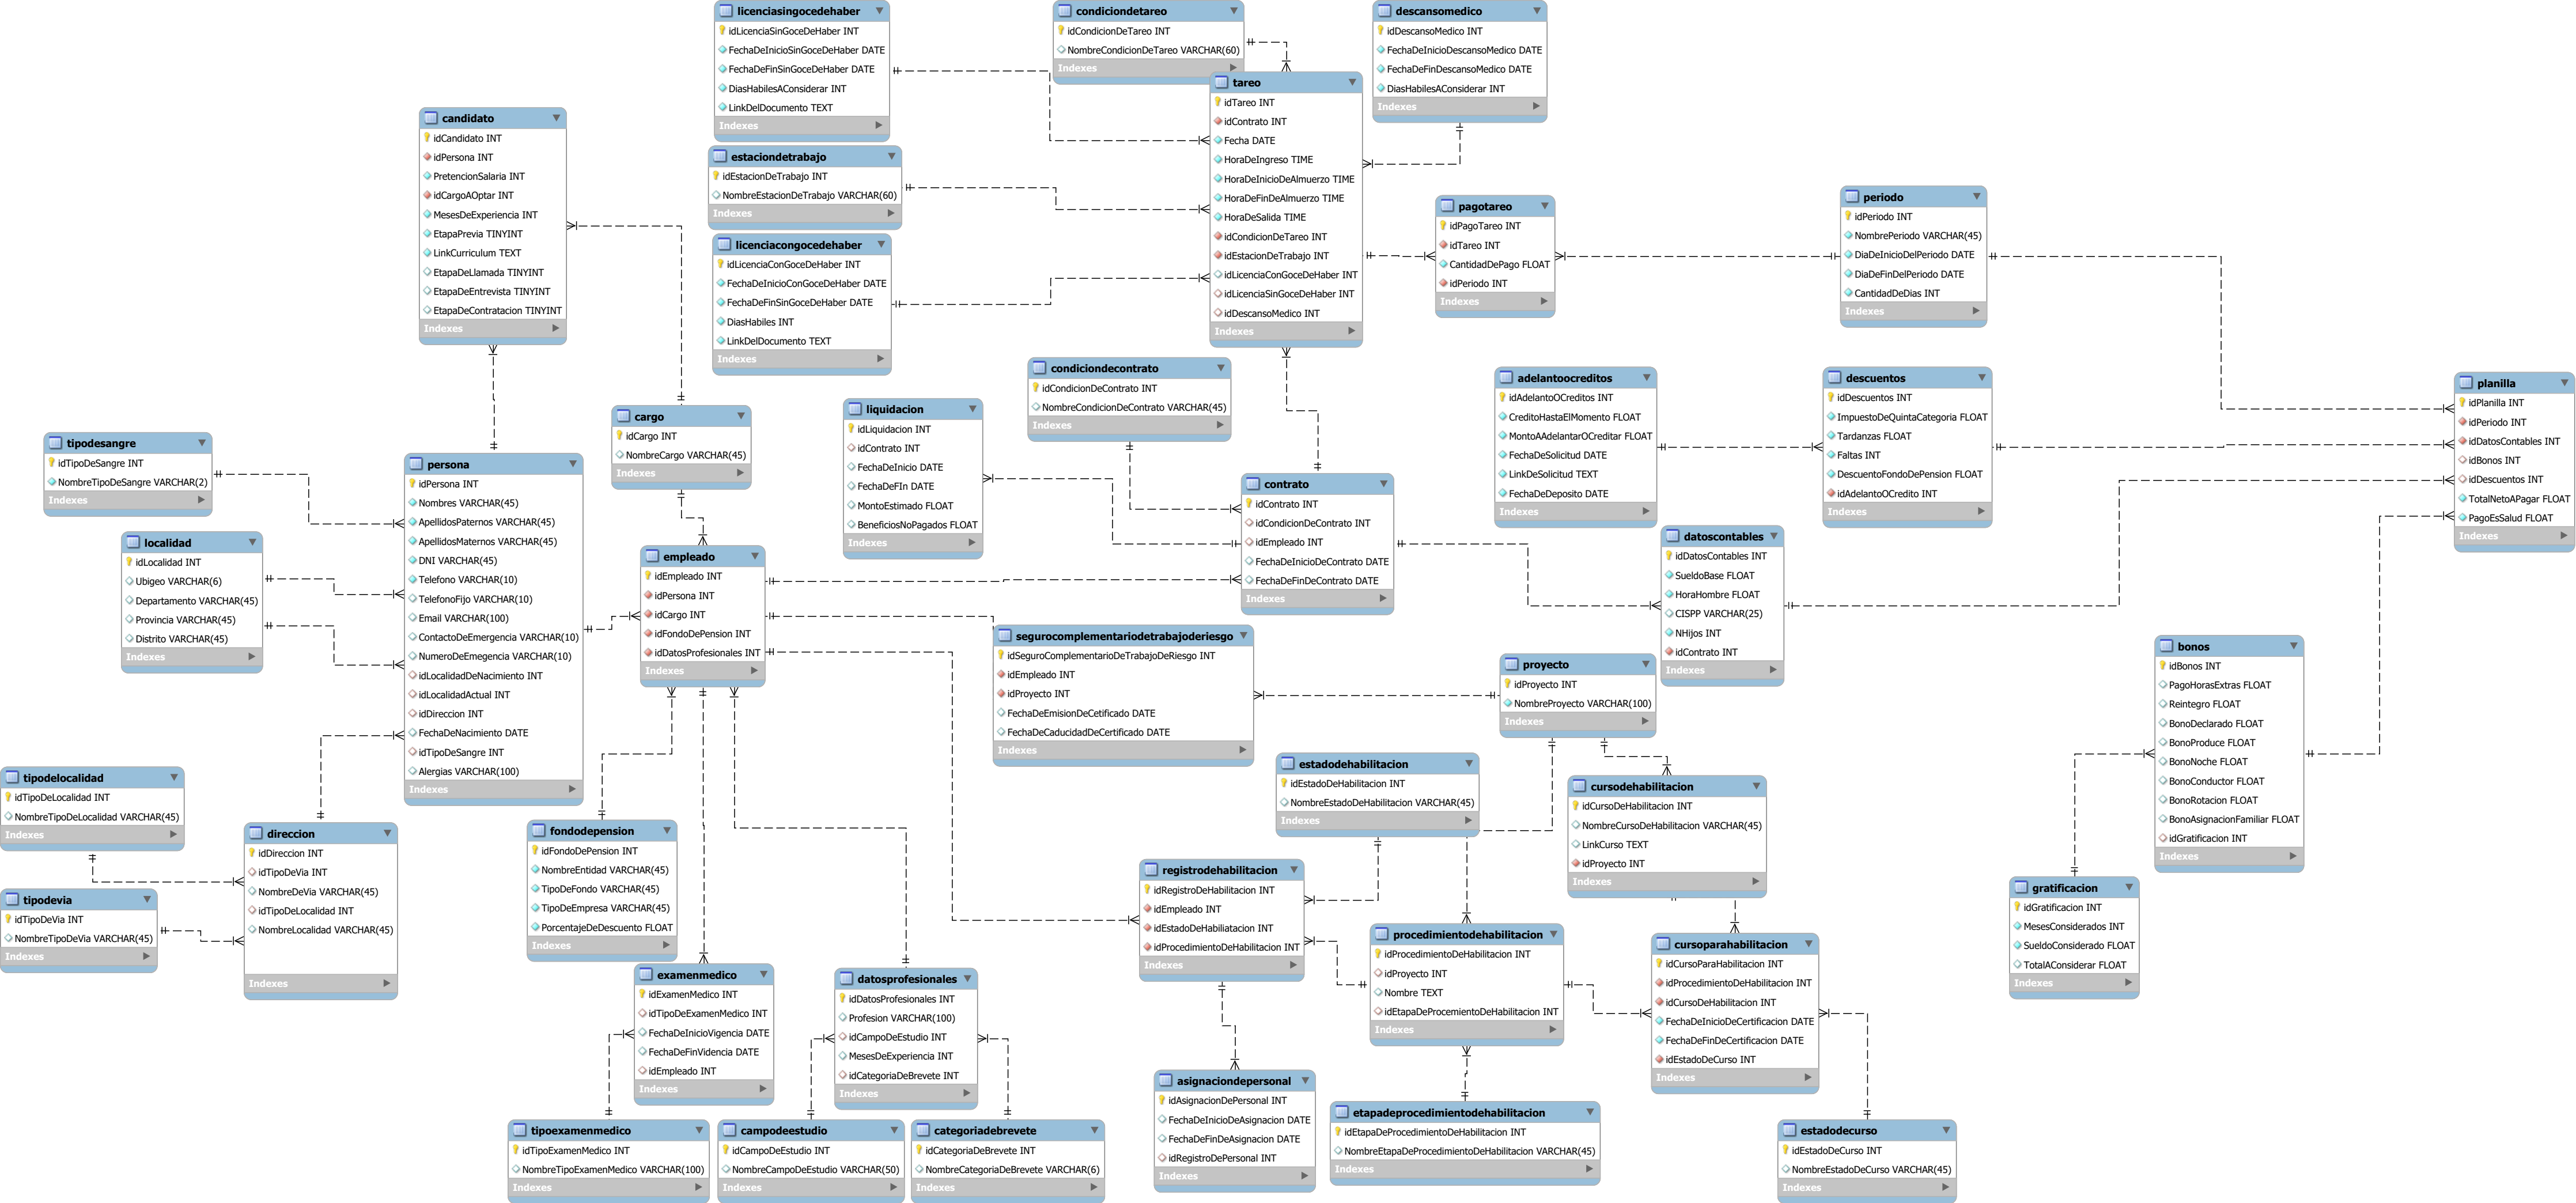 licenciasingocedehaber
idLicenciaSinGoceDeHaber INT
FechaDeInicioSinGoceDeHaber DATE
FechaDeFinSinGoceDeHaber DATE
DiasHabilesAConsiderar INT
LinkDelDocumento TEXT
Indexes
condiciondetareo
idCondicionDeTareo INT
NombreCondicionDeTareo VARCHAR(60)
Indexes
descansomedico
idDescansoMedico INT
FechaDeInicioDescansoMedico DATE
FechaDeFinDescansoMedico DATE
DiasHabilesAConsiderar INT
Indexes
tareo
idTareo INT
idContrato INT
Fecha DATE
HoraDeIngreso TIME
HoraDeInicioDeAlmuerzo TIME
HoraDeFinDeAlmuerzo TIME
HoraDeSalida TIME
idCondicionDeTareo INT
idEstacionDeTrabajo INT
idLicenciaConGoceDeHaber INT
idLicenciaSinGoceDeHaber INT
idDescansoMedico INT
Indexes
candidato
idCandidato INT
idPersona INT
PretencionSalaria INT
idCargoAOptar INT
MesesDeExperiencia INT
EtapaPrevia TINYINT
LinkCurriculum TEXT
EtapaDeLlamada TINYINT
EtapaDeEntrevista TINYINT
EtapaDeContratacion TINYINT
Indexes
estaciondetrabajo
idEstacionDeTrabajo INT
NombreEstacionDeTrabajo VARCHAR(60)
Indexes
licenciacongocedehaber
idLicenciaConGoceDeHaber INT
FechaDeInicioConGoceDeHaber DATE
FechaDeFinSinGoceDeHaber DATE
DiasHabiles INT
LinkDelDocumento TEXT
Indexes
pagotareo
idPagoTareo INT
idTareo INT
CantidadDePago FLOAT
idPeriodo INT
Indexes
periodo
idPeriodo INT
NombrePeriodo VARCHAR(45)
DiaDeInicioDelPeriodo DATE
DiaDeFinDelPeriodo DATE
CantidadDeDias INT
Indexes
condiciondecontrato
idCondicionDeContrato INT
NombreCondicionDeContrato VARCHAR(45)
Indexes
adelantoocreditos
idAdelantoOCreditos INT
CreditoHastaElMomento FLOAT
MontoAAdelantarOCreditar FLOAT
FechaDeSolicitud DATE
LinkDeSolicitud TEXT
FechaDeDeposito DATE
Indexes
descuentos
idDescuentos INT
ImpuestoDeQuintaCategoria FLOAT
Tardanzas FLOAT
Faltas INT
DescuentoFondoDePension FLOAT
idAdelantoOCredito INT
Indexes
planilla
idPlanilla INT
idPeriodo INT
idDatosContables INT
idBonos INT
idDescuentos INT
TotalNetoAPagar FLOAT
PagoEsSalud FLOAT
Indexes
liquidacion
idLiquidacion INT
idContrato INT
FechaDeInicio DATE
FechaDeFIn DATE
MontoEstimado FLOAT
BeneficiosNoPagados FLOAT
Indexes
cargo
idCargo INT
NombreCargo VARCHAR(45)
Indexes
tipodesangre
idTipoDeSangre INT
NombreTipoDeSangre VARCHAR(2)
Indexes
persona
idPersona INT
Nombres VARCHAR(45)
ApellidosPaternos VARCHAR(45)
ApellidosMaternos VARCHAR(45)
DNI VARCHAR(45)
Telefono VARCHAR(10)
TelefonoFijo VARCHAR(10)
Email VARCHAR(100)
ContactoDeEmergencia VARCHAR(10)
NumeroDeEmegencia VARCHAR(10)
idLocalidadDeNacimiento INT
idLocalidadActual INT
idDireccion INT
FechaDeNacimiento DATE
idTipoDeSangre INT
Alergias VARCHAR(100)
Indexes
contrato
idContrato INT
idCondicionDeContrato INT
idEmpleado INT
FechaDeInicioDeContrato DATE
FechaDeFinDeContrato DATE
Indexes
localidad
idLocalidad INT
Ubigeo VARCHAR(6)
Departamento VARCHAR(45)
Provincia VARCHAR(45)
Distrito VARCHAR(45)
Indexes
empleado
idEmpleado INT
idPersona INT
idCargo INT
idFondoDePension INT
idDatosProfesionales INT
Indexes
datoscontables
idDatosContables INT
SueldoBase FLOAT
HoraHombre FLOAT
CISPP VARCHAR(25)
NHijos INT
idContrato INT
Indexes
segurocomplementariodetrabajoderiesgo
idSeguroComplementarioDeTrabajoDeRiesgo INT
idEmpleado INT
idProyecto INT
FechaDeEmisionDeCetificado DATE
FechaDeCaducidadDeCertificado DATE
Indexes
proyecto
idProyecto INT
NombreProyecto VARCHAR(100)
Indexes
bonos
idBonos INT
PagoHorasExtras FLOAT
Reintegro FLOAT
BonoDeclarado FLOAT
BonoProduce FLOAT
BonoNoche FLOAT
BonoConductor FLOAT
BonoRotacion FLOAT
BonoAsignacionFamiliar FLOAT
idGratificacion INT
Indexes
estadodehabilitacion
idEstadoDeHabilitacion INT
NombreEstadoDeHabilitacion VARCHAR(45)
Indexes
cursodehabilitacion
idCursoDeHabilitacion INT
NombreCursoDeHabilitacion VARCHAR(45)
LinkCurso TEXT
idProyecto INT
Indexes
tipodelocalidad
idTipoDeLocalidad INT
NombreTipoDeLocalidad VARCHAR(45)
Indexes
direccion
idDireccion INT
idTipoDeVia INT
NombreDeVia VARCHAR(45)
idTipoDeLocalidad INT
NombreLocalidad VARCHAR(45)
Indexes
tipodevia
idTipoDeVia INT
NombreTipoDeVia VARCHAR(45)
Indexes
fondodepension
idFondoDePension INT
NombreEntidad VARCHAR(45)
TipoDeFondo VARCHAR(45)
TipoDeEmpresa VARCHAR(45)
PorcentajeDeDescuento FLOAT
Indexes
registrodehabilitacion
idRegistroDeHabilitacion INT
idEmpleado INT
idEstadoDeHabiliatacion INT
idProcedimientoDeHabilitacion INT
Indexes
gratificacion
idGratificacion INT
MesesConsiderados INT
SueldoConsiderado FLOAT
TotalAConsiderar FLOAT
Indexes
procedimientodehabilitacion
idProcedimientoDeHabilitacion INT
idProyecto INT
Nombre TEXT
idEtapaDeProcemientoDeHabilitacion INT
Indexes
cursoparahabilitacion
idCursoParaHabilitacion INT
idProcedimientoDeHabilitacion INT
idCursoDeHabilitacion INT
FechaDeInicioDeCertificacion DATE
FechaDeFinDeCertificacion DATE
idEstadoDeCurso INT
Indexes
examenmedico
idExamenMedico INT
idTipoDeExamenMedico INT
FechaDeInicioVigencia DATE
FechaDeFinVidencia DATE
idEmpleado INT
Indexes
datosprofesionales
idDatosProfesionales INT
Profesion VARCHAR(100)
idCampoDeEstudio INT
MesesDeExperiencia INT
idCategoriaDeBrevete INT
Indexes
asignaciondepersonal
idAsignacionDePersonal INT
FechaDeInicioDeAsignacion DATE
FechaDeFinDeAsignacion DATE
idRegistroDePersonal INT
Indexes
etapadeprocedimientodehabilitacion
idEtapaDeProcedimientoDeHabilitacion INT
NombreEtapaDeProcedimientoDeHabilitacion VARCHAR(45)
Indexes
tipoexamenmedico
idTipoExamenMedico INT
NombreTipoExamenMedico VARCHAR(100)
Indexes
campodeestudio
idCampoDeEstudio INT
NombreCampoDeEstudio VARCHAR(50)
Indexes
categoriadebrevete
idCategoriaDeBrevete INT
NombreCategoriaDeBrevete VARCHAR(6)
Indexes
estadodecurso
idEstadoDeCurso INT
NombreEstadoDeCurso VARCHAR(45)
Indexes